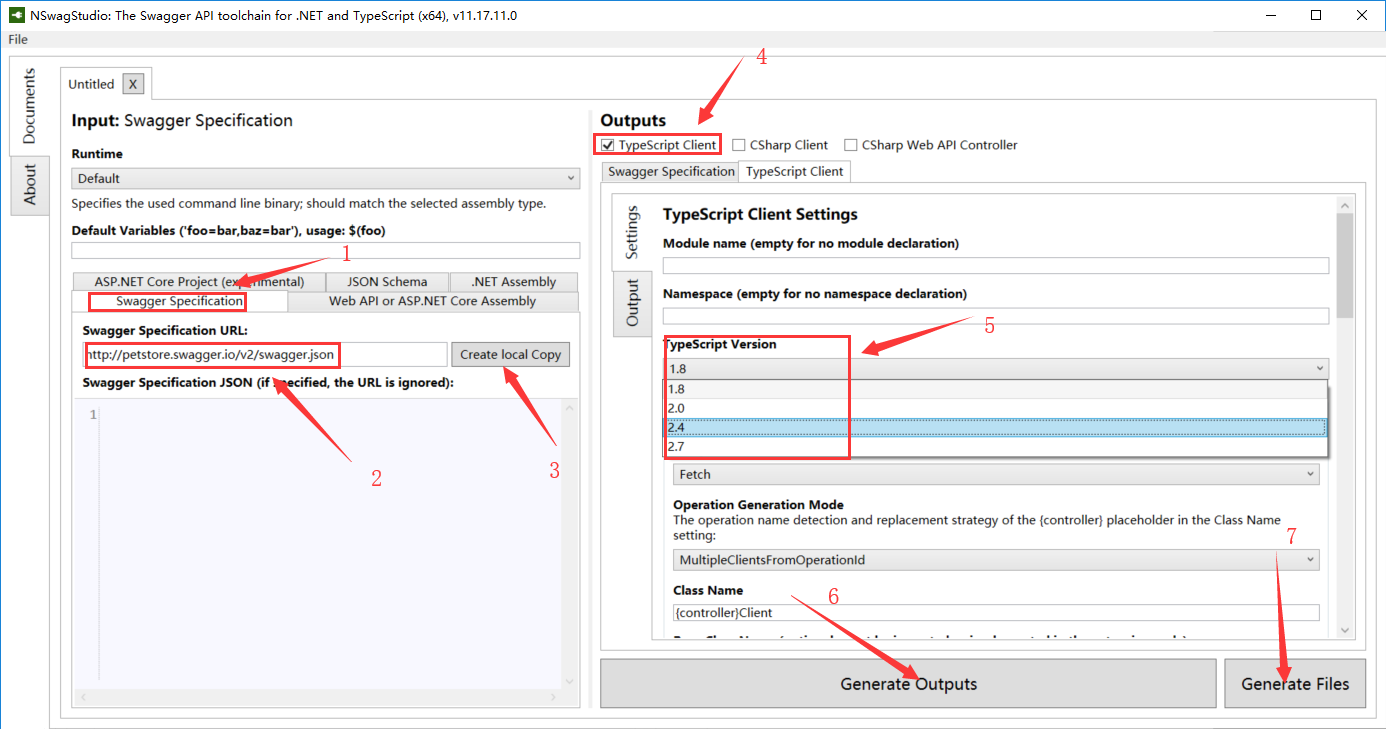 NSwagStudio: The Swagger API toolchain for .NET and TypeScript (x64), v11.17.11.0
File
Documents
About
Untitled X
Input: Swagger Specification
Runtime
Default
Specifies the used command line binary; should match the selected assembly type.
Default Variables ('foo=bar,baz=bar'), usage: $(foo)
1
ASP.NET Core Project (experimental) JSON Schema .NET Assembly
Swagger Specification Web API or ASP.NET Core Assembly
Swagger Specification URL:
http://petstore.swagger.io/v2/swagger.json Create local Copy
Swagger Specification JSON (if specified, the URL is ignored):
1
2
3
4
Outputs
TypeScript Client CSharp Client CSharp Web API Controller
Swagger Specification TypeScript Client
Settings
Output
TypeScript Client Settings
Module name (empty for no module declaration)
Namespace (empty for no namespace declaration)
5
TypeScript Version
1.8
1.8
2.0
2.4
2.7
Fetch
Operation Generation Mode
The operation name detection and replacement strategy of the {controller} placeholder in the Class Name
setting:
7
MultipleClientsFromOperationId
Class Name
6
{controller}Client
Generate Outputs Generate Files